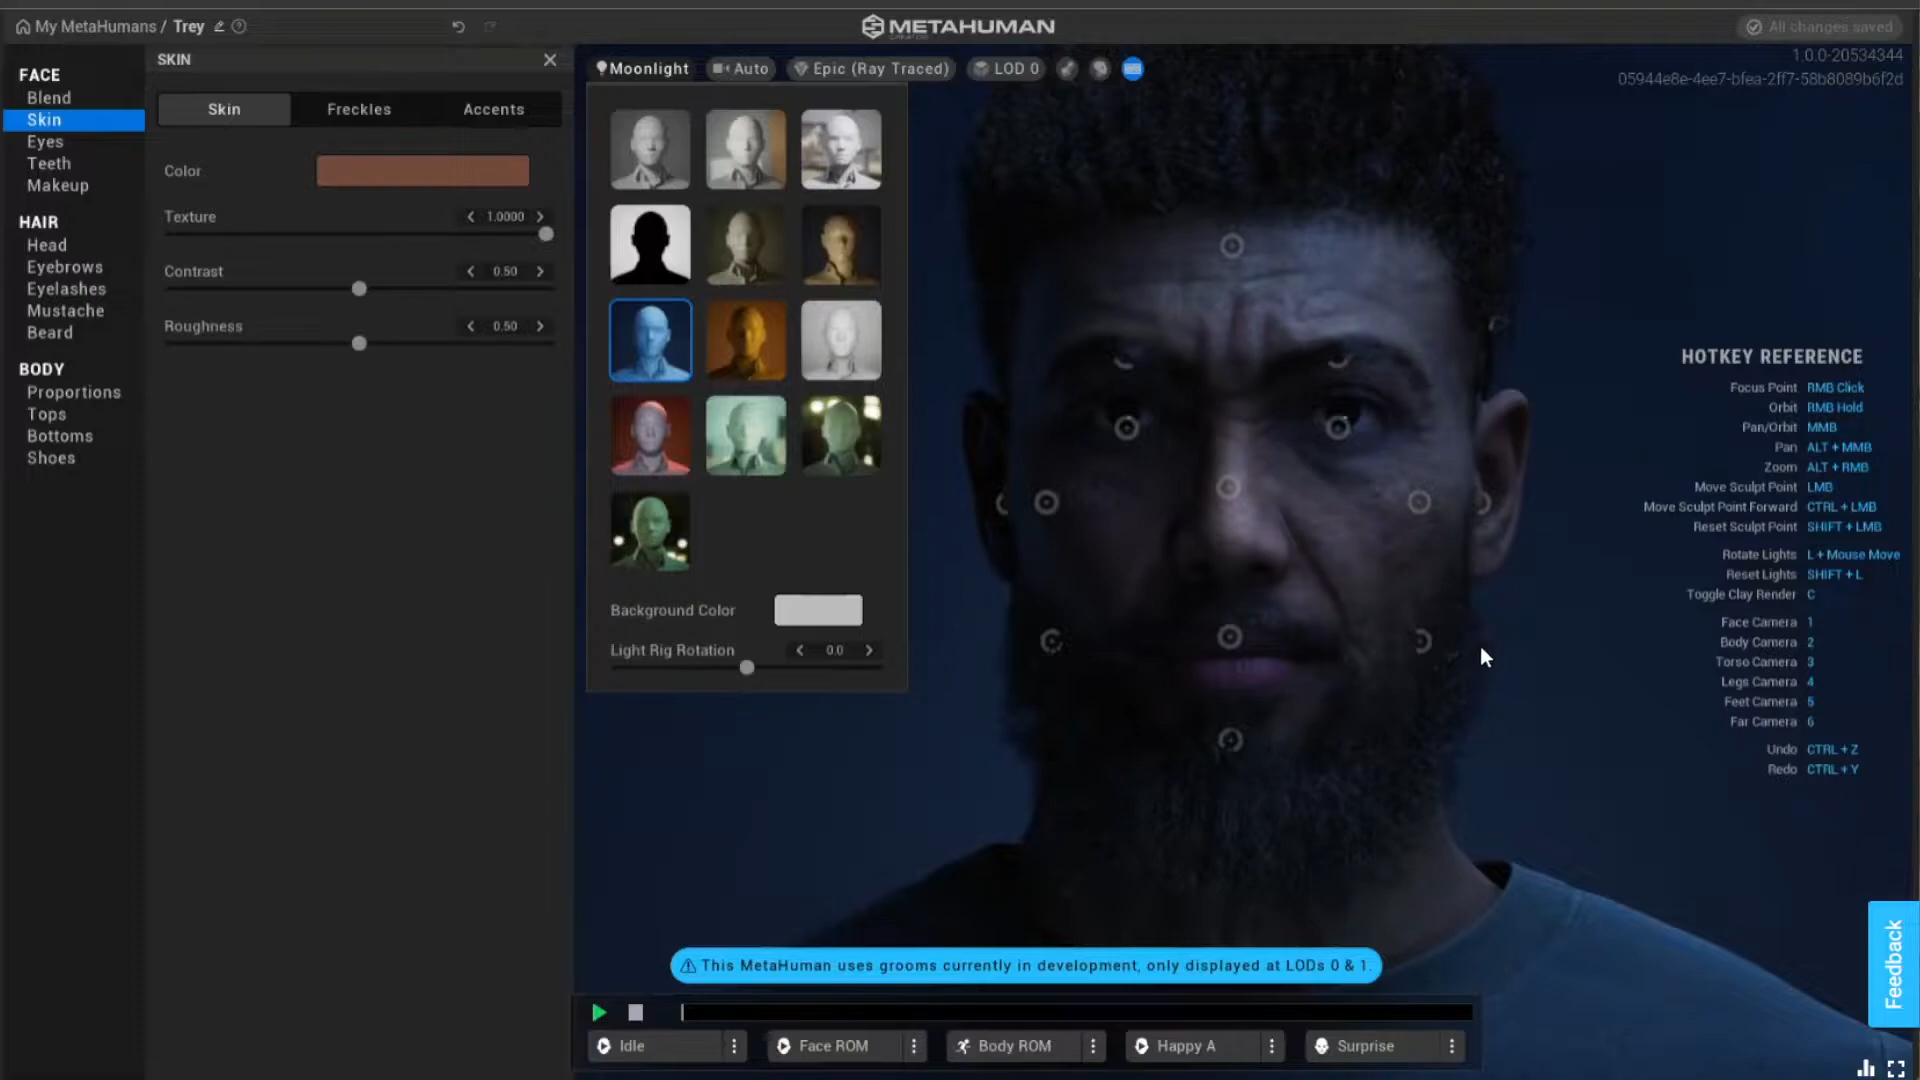 My MetaHumans / Trey
METAHUMAN
CREATOR
All changes saved
1.0.0-20534344
05944e8e-4ee7-bfea-2ff7-58b8089b6f2d
FACE
Blend
Skin
Eyes
Teeth
Makeup
HAIR
Head
Eyebrows
Eyelashes
Mustache
Beard
BODY
Proportions
Tops
Bottoms
Shoes
SKIN
Skin
Freckles
Accents
Color
Texture
1.0000
Contrast
0.50
Roughness
0.50
Moonlight
Auto
Epic (Ray Traced)
LOD 0
Background Color
Light Rig Rotation
0.0
HOTKEY REFERENCE
Focus Point RMB Click
Orbit RMB Hold
Pan/Orbit MMB
Pan ALT + MMB
Zoom ALT + RMB
Move Sculpt Point LMB
Move Sculpt Point Forward CTRL + LMB
Reset Sculpt Point SHIFT + LMB
Rotate Lights L + Mouse Move
Reset Lights SHIFT + L
Toggle Clay Render C
Face Camera 1
Body Camera 2
Torso Camera 3
Legs Camera 4
Feet Camera 5
Far Camera 6
Undo CTRL + Z
Redo CTRL + Y
This MetaHuman uses grooms currently in development, only displayed at LODs 0 & 1.
Idle
Face ROM
Body ROM
Happy A
Surprise
Feedback